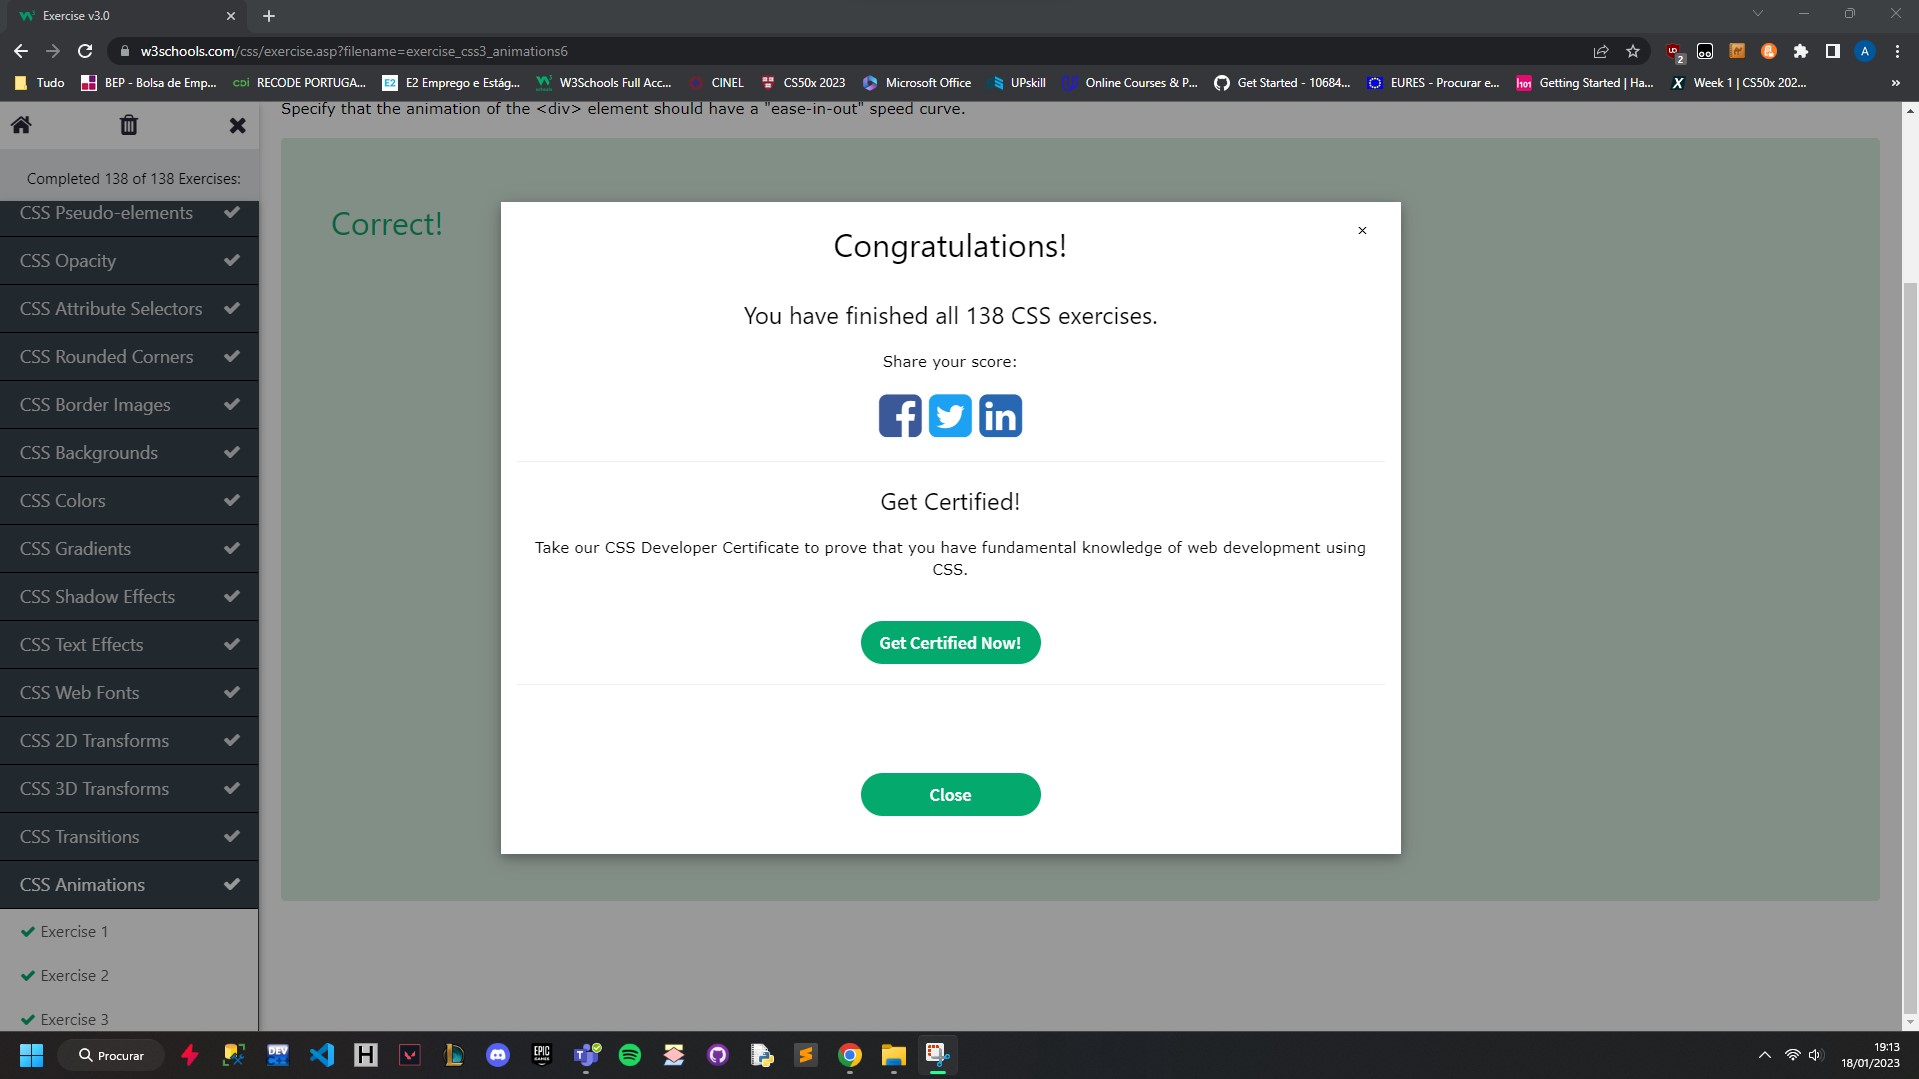 Exercise v3.0
w3schools.com/css/exercise.asp?filename=exercise_css3_animations6
2
A
Tudo
BEP - Bolsa de Emp...
CDI RECODE PORTUGA...
E2 E2 Emprego e Estág...
W3Schools Full Acc...
CINEL
CS50x 2023
Microsoft Office
UPskill
Online Courses & P...
Get Started - 10684...
EURES - Procurar e...
Getting Started | Ha...
X Week 1 | CS50x 202...
»
Specify that the animation of the <div> element should have a "ease-in-out" speed curve.
Completed 138 of 138 Exercises:
CSS Pseudo-elements
CSS Opacity
CSS Attribute Selectors
CSS Rounded Corners
CSS Border Images
CSS Backgrounds
CSS Colors
CSS Gradients
CSS Shadow Effects
CSS Text Effects
CSS Web Fonts
CSS 2D Transforms
CSS 3D Transforms
CSS Transitions
CSS Animations
Exercise 1
Exercise 2
Exercise 3
Correct!
×
Congratulations!
You have finished all 138 CSS exercises.
Share your score:
Get Certified!
Take our CSS Developer Certificate to prove that you have fundamental knowledge of web development using
CSS.
Get Certified Now!
Close
Procurar
DEV
H
EPIC GAMES
19:13
18/01/2023